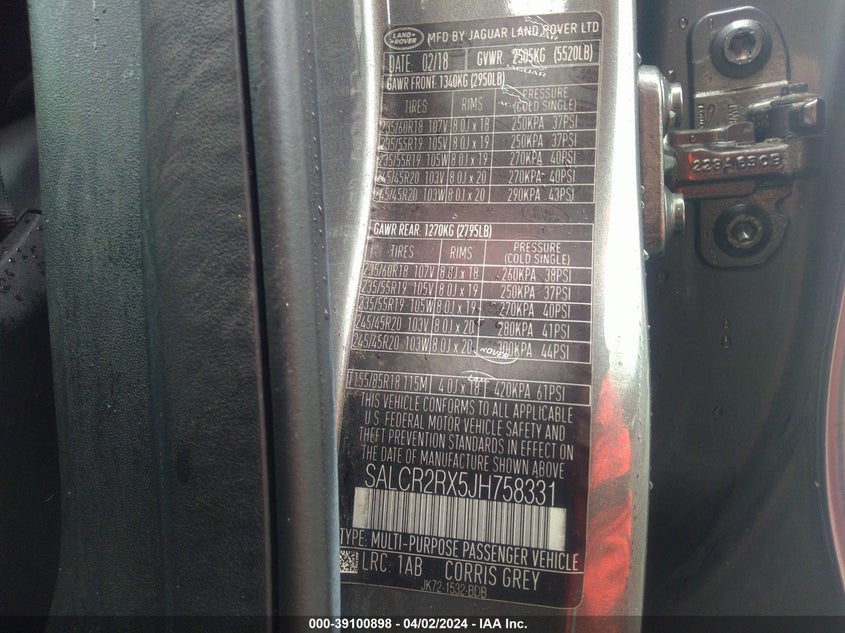 LAND ROVER MFD BY JAGUAR LAND ROVER LTD
DATE 02/18 GVWR 2505KG (5520LB)
JAGUAR
GAWR FRONT 1340KG (2950LB)
TIRES RIMS PRESSURE (COLD SINGLE)
235/60R18 107V 8.0J x 18 250KPA 37PSI
235/55R19 105V 8.0J x 19 250KPA 37PSI
235/55R19 105W 8.0J x 19 270KPA 40PSI
245/45R20 103V 8.0J x 20 270KPA 40PSI
245/45R20 103W 8.0J x 20 290KPA 43PSI
GAWR REAR 1270KG (2795LB)
TIRES RIMS PRESSURE (COLD SINGLE)
235/60R18 107V 8.0J x 18 260KPA 38PSI
235/55R19 105V 8.0J x 19 250KPA 37PSI
235/55R19 105W 8.0J x 19 270KPA 40PSI
245/45R20 103V 8.0J x 20 280KPA 41PSI
245/45R20 103W 8.0J x 20 300KPA 44PSI
ROVER
T155/85R18 115M 4.0J x 18 420KPA 61PSI
THIS VEHICLE CONFORMS TO ALL APPLICABLE
U.S. FEDERAL MOTOR VEHICLE SAFETY AND
THEFT PREVENTION STANDARDS IN EFFECT ON
THE DATE OF MANUFACTURE SHOWN ABOVE
SALCR2RX5JH758331
TYPE: MULTI-PURPOSE PASSENGER VEHICLE
LRC: 1AB CORRIS GREY
JK72-1532-BDB
000-39100898 - 04/02/2024 - IAAI Inc.